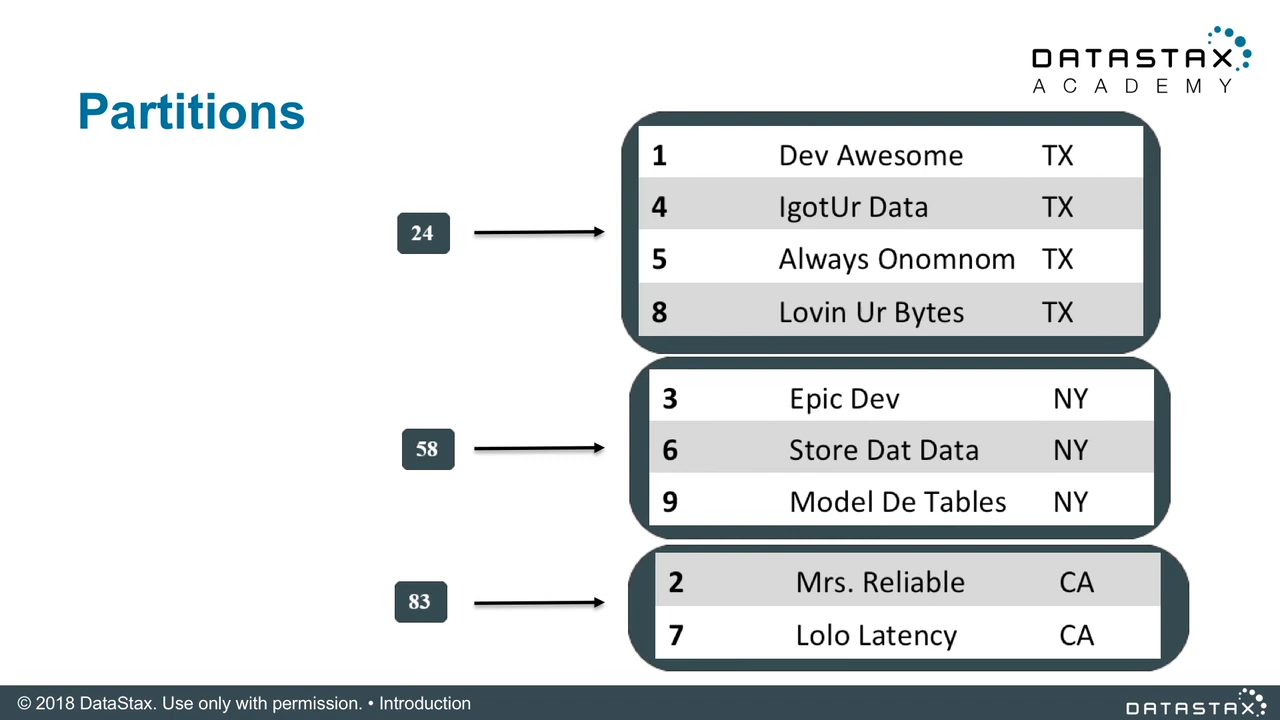 DATASTAX
ACADEMY
Partitions
24
1 Dev Awesome TX
4 IgotUr Data TX
5 Always Onomnom TX
8 Lovin Ur Bytes TX
58
3 Epic Dev NY
6 Store Dat Data NY
9 Model De Tables NY
83
2 Mrs. Reliable CA
7 Lolo Latency CA
© 2018 DataStax. Use only with permission. • Introduction
DATASTAX